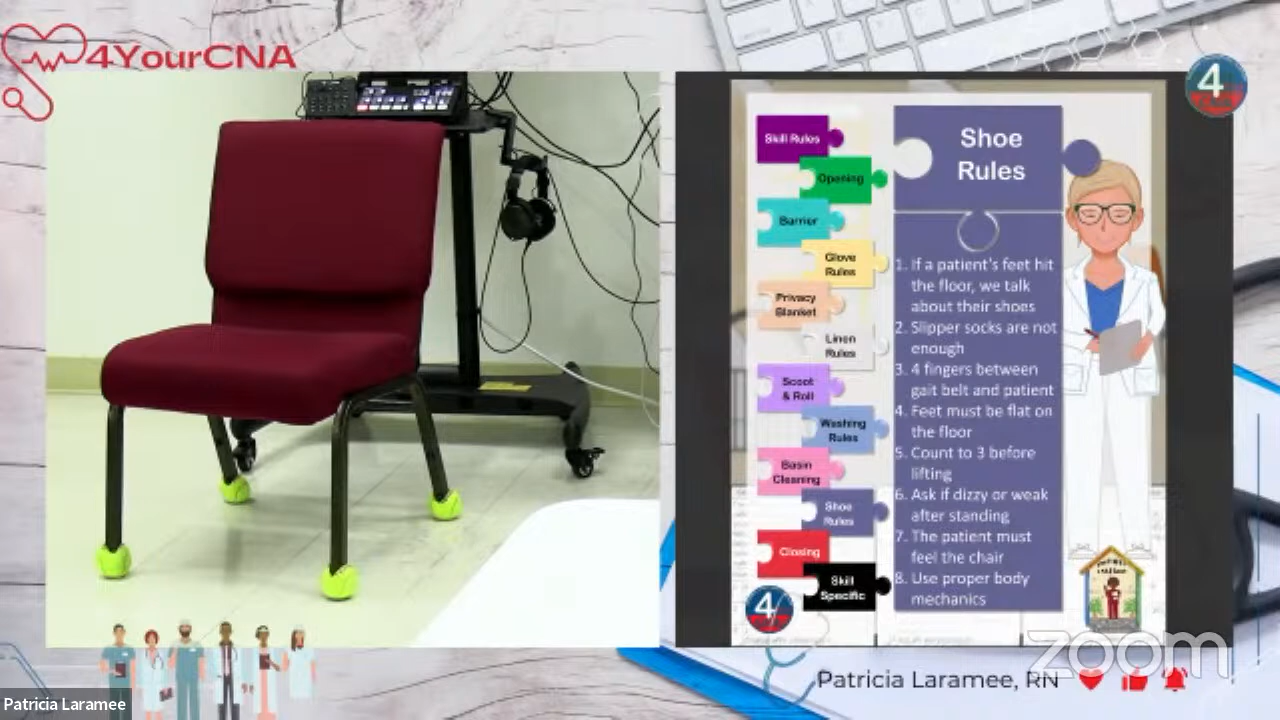 4YourCNA
4
Skill Rules
Opening
Barrier
Glove
Rules
Privacy
Blanket
Linen
Rules
Scoot
& Roll
Washing
Rules
Basin
Cleaning
Shoe
Rules
Closing
Skill
Specific
4
Shoe
Rules
1. If a patient's feet hit
the floor, we talk
about their shoes
2. Slipper socks are not
enough
3. 4 fingers between
gait belt and patient
4. Feet must be flat on
the floor
5. Count to 3 before
lifting
6. Ask if dizzy or weak
after standing
7. The patient must
feel the chair
8. Use proper body
mechanics
zoom
Patricia Laramee, RN
Patricia Laramee